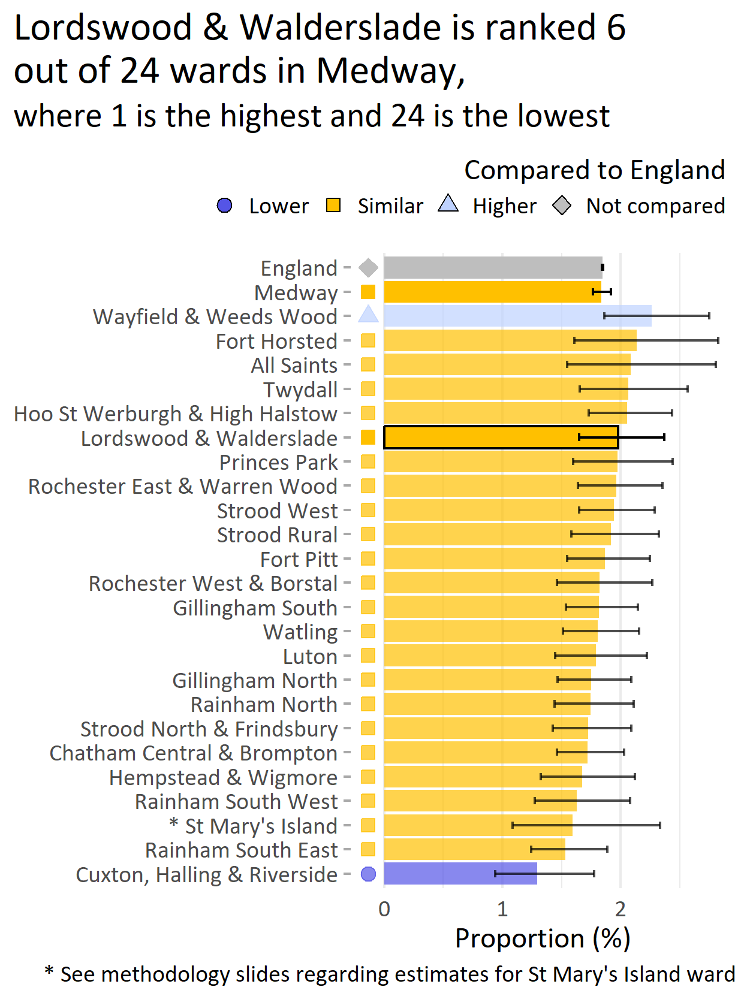 Lordswood & Walderslade is ranked 6
out of 24 wards in Medway,
where 1 is the highest and 24 is the lowest
Compared to England
Lower Similar Higher Not compared
England
Medway
Wayfield & Weeds Wood
Fort Horsted
All Saints
Twydall
Hoo St Werburgh & High Halstow
Lordswood & Walderslade
Princes Park
Rochester East & Warren Wood
Strood West
Strood Rural
Fort Pitt
Rochester West & Borstal
Gillingham South
Watling
Luton
Gillingham North
Rainham North
Strood North & Frindsbury
Chatham Central & Brompton
Hempstead & Wigmore
Rainham South West
* St Mary's Island
Rainham South East
Cuxton, Halling & Riverside
0 1 2
Proportion (%)
* See methodology slides regarding estimates for St Mary's Island ward